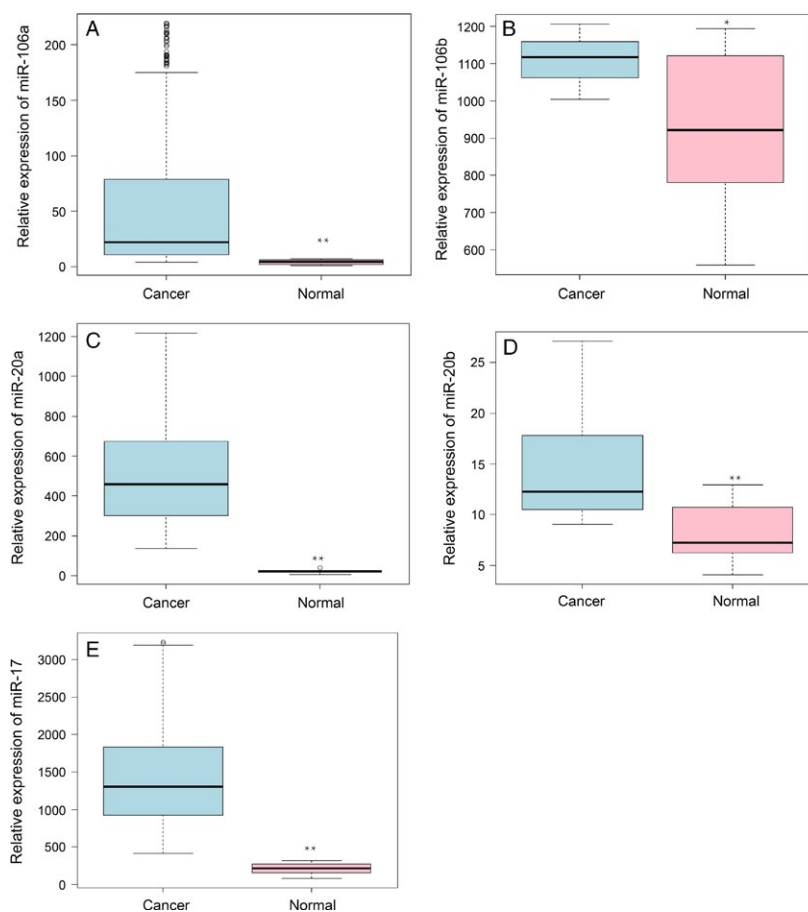 A
Relative expression of miR-106a
200
150
100
50
0
**
Cancer Normal
B
Relative expression of miR-106b
1200
1100
1000
900
800
700
600
*
Cancer Normal
C
Relative expression of miR-20a
1200
1000
800
600
400
200
0
**
Cancer Normal
D
Relative expression of miR-20b
25
20
15
10
5
**
Cancer Normal
E
Relative expression of miR-17
3000
2500
2000
1500
1000
500
0
**
Cancer Normal